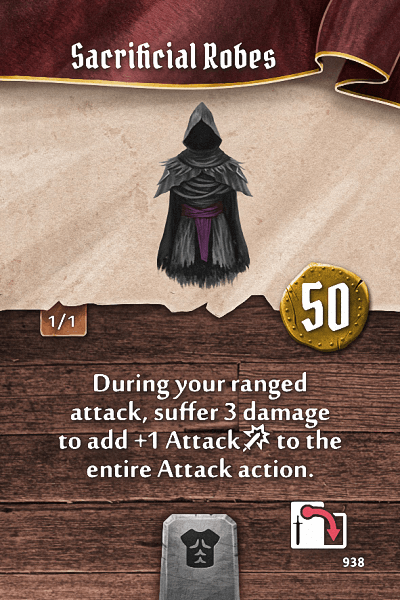 Sacrificial Robes
1/1
50
During your ranged
attack, suffer 3 damage
to add +1 Attack to the
entire Attack action.
938